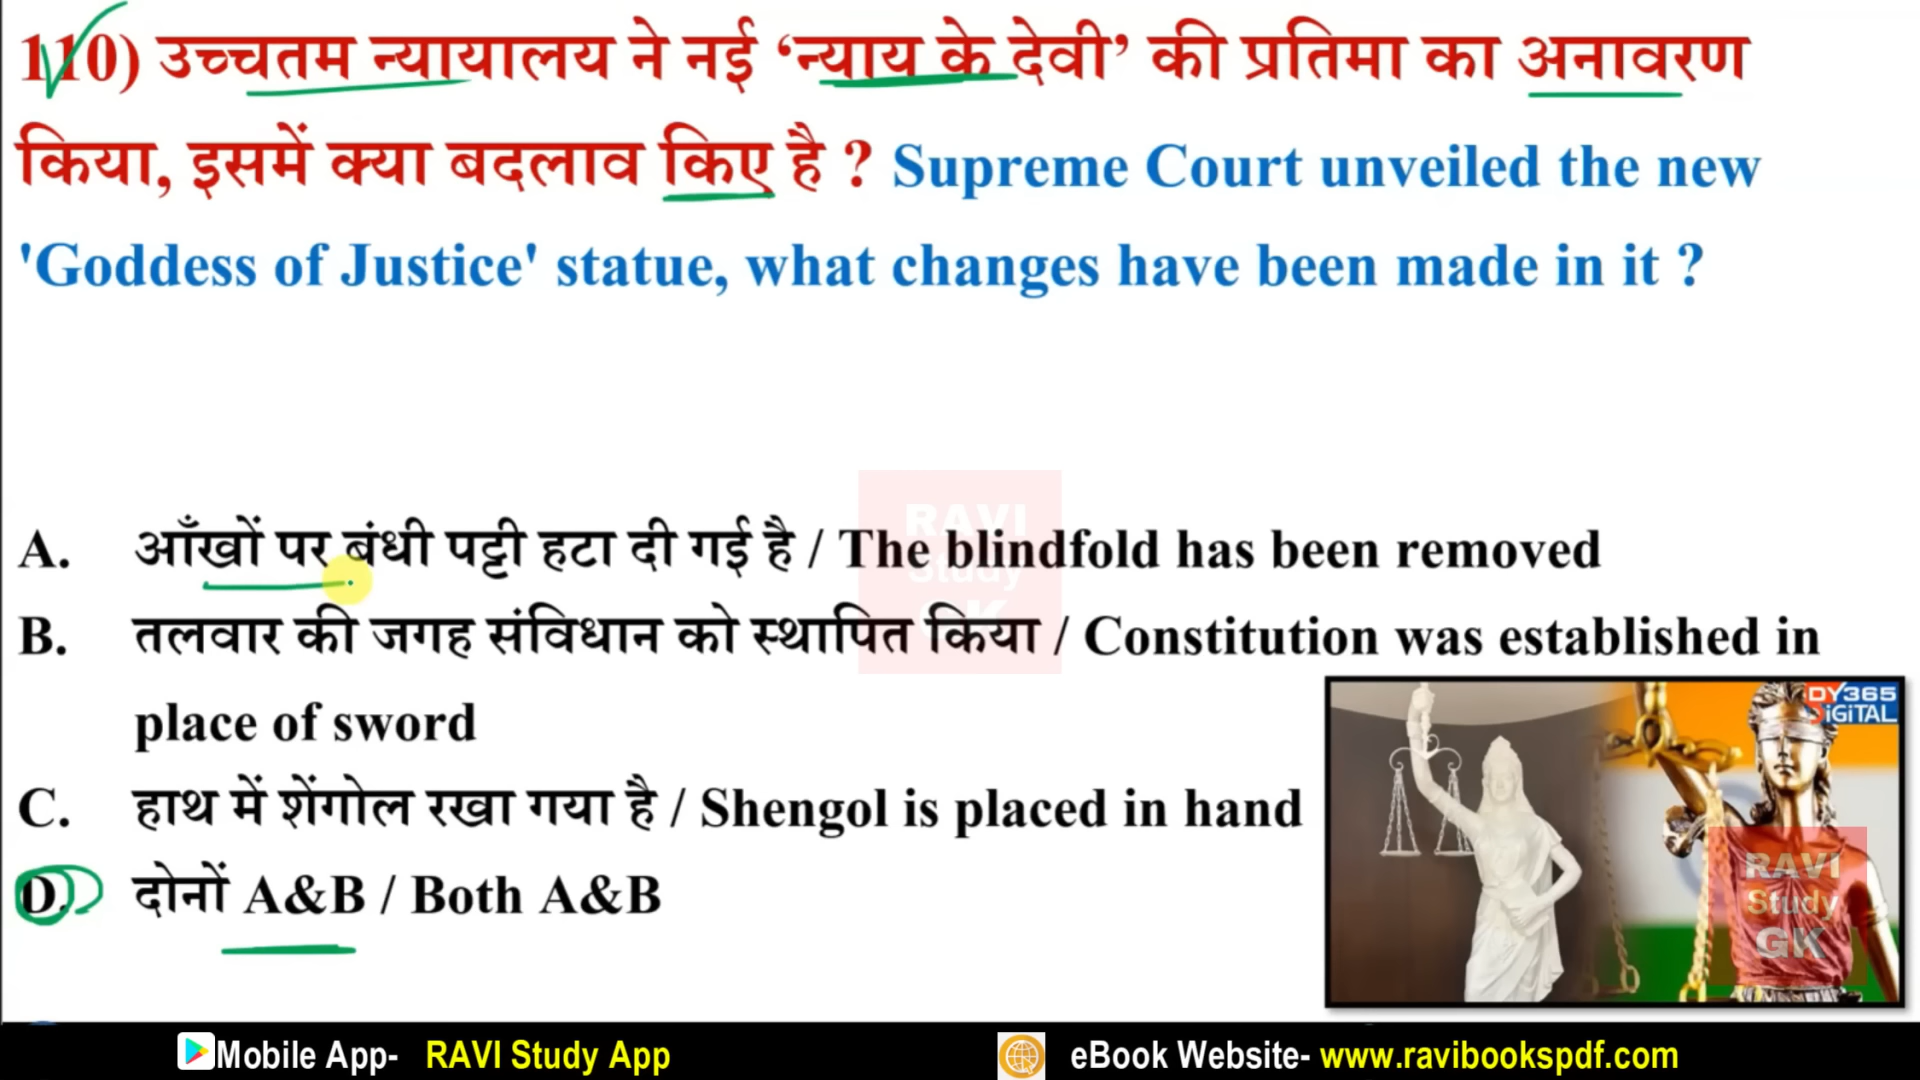 110) उच्चतम न्यायालय ने नई ‘न्याय के देवी’ की प्रतिमा का अनावरण
किया, इसमें क्या बदलाव किए है ? Supreme Court unveiled the new
'Goddess of Justice' statue, what changes have been made in it ?
RAVI
Study
GK
A. आँखों पर बंधी पट्टी हटा दी गई है / The blindfold has been removed
B. तलवार की जगह संविधान को स्थापित किया / Constitution was established in
place of sword
C. हाथ में शेंगोल रखा गया है / Shengol is placed in hand
D. दोनों A&B / Both A&B
DY365
DiGiTAL
RAVI
Study
GK
Mobile App- RAVI Study App
eBook Website- www.ravibookspdf.com